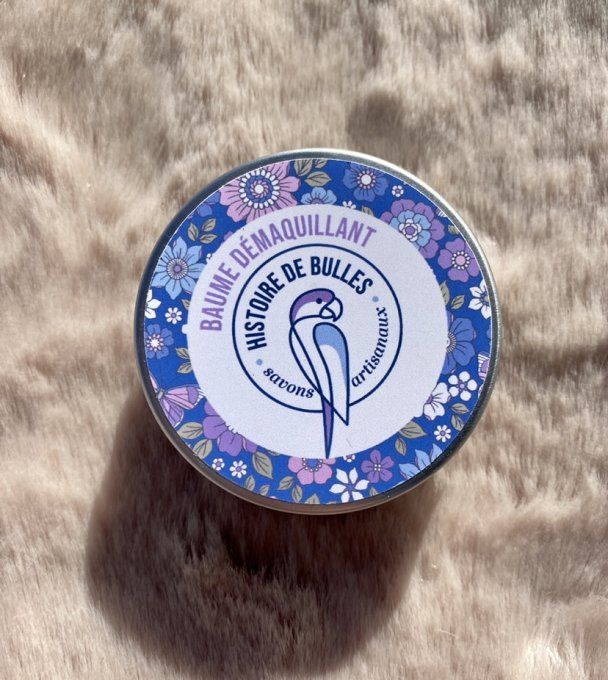 BAUME DÉMAQUILLANT
HISTOIRE DE BULLES
savons artisanaux